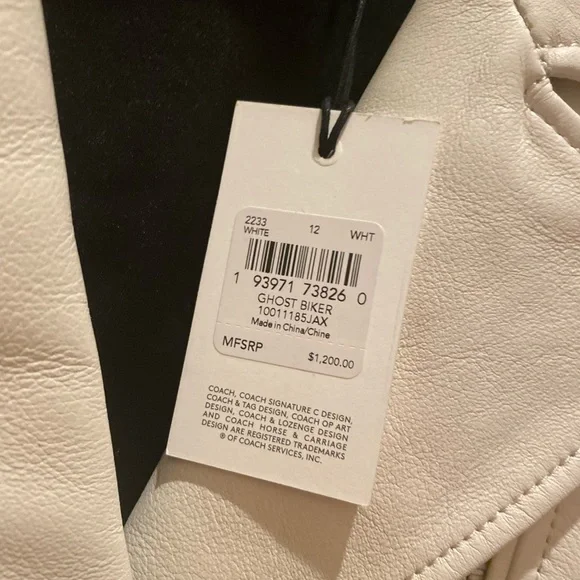 2233 12 WHT
WHITE
1 93971 73826 0
GHOST BIKER
10011185JAX
Made in China/Chine
MFSRP $1,200.00
COACH, COACH SIGNATURE C DESIGN,
COACH & TAG DESIGN, COACH OP ART
DESIGN, COACH & LOZENGE DESIGN
AND COACH HORSE & CARRIAGE
DESIGN ARE REGISTERED TRADEMARKS
® OF COACH SERVICES, INC.